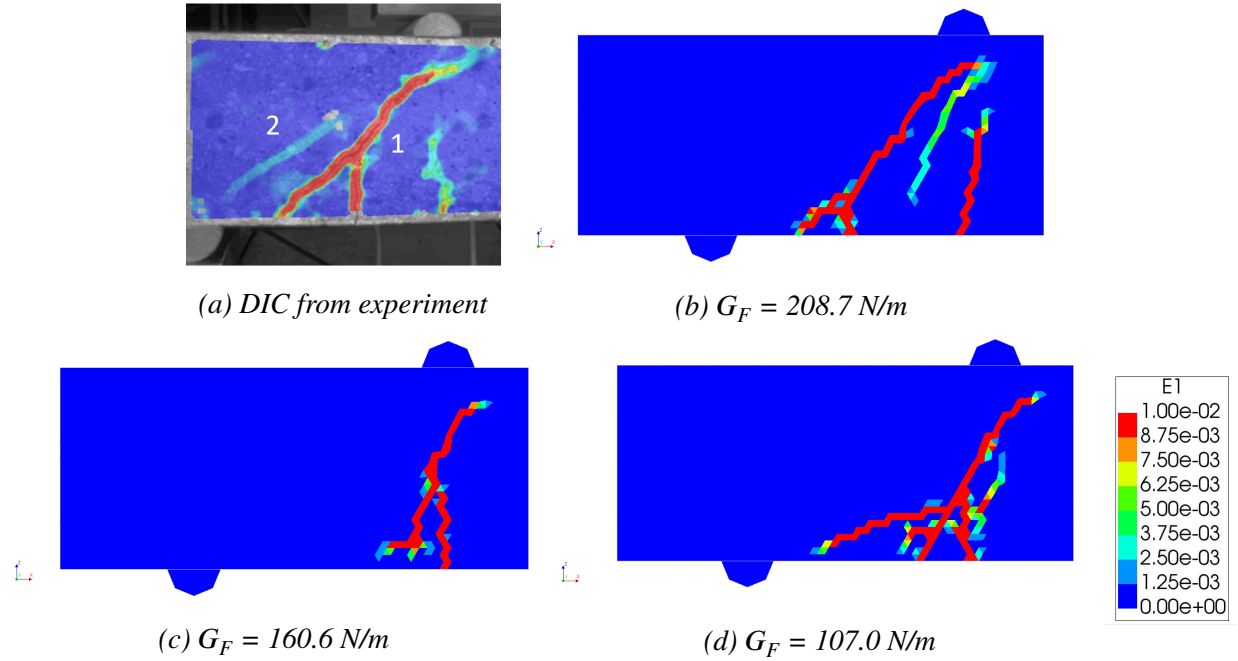 2
1
(a) DIC from experiment
(b) G_F = 208.7 N/m
(c) G_F = 160.6 N/m
(d) G_F = 107.0 N/m
E1
1.00e-02
8.75e-03
7.50e-03
6.25e-03
5.00e-03
3.75e-03
2.50e-03
1.25e-03
0.00e+00